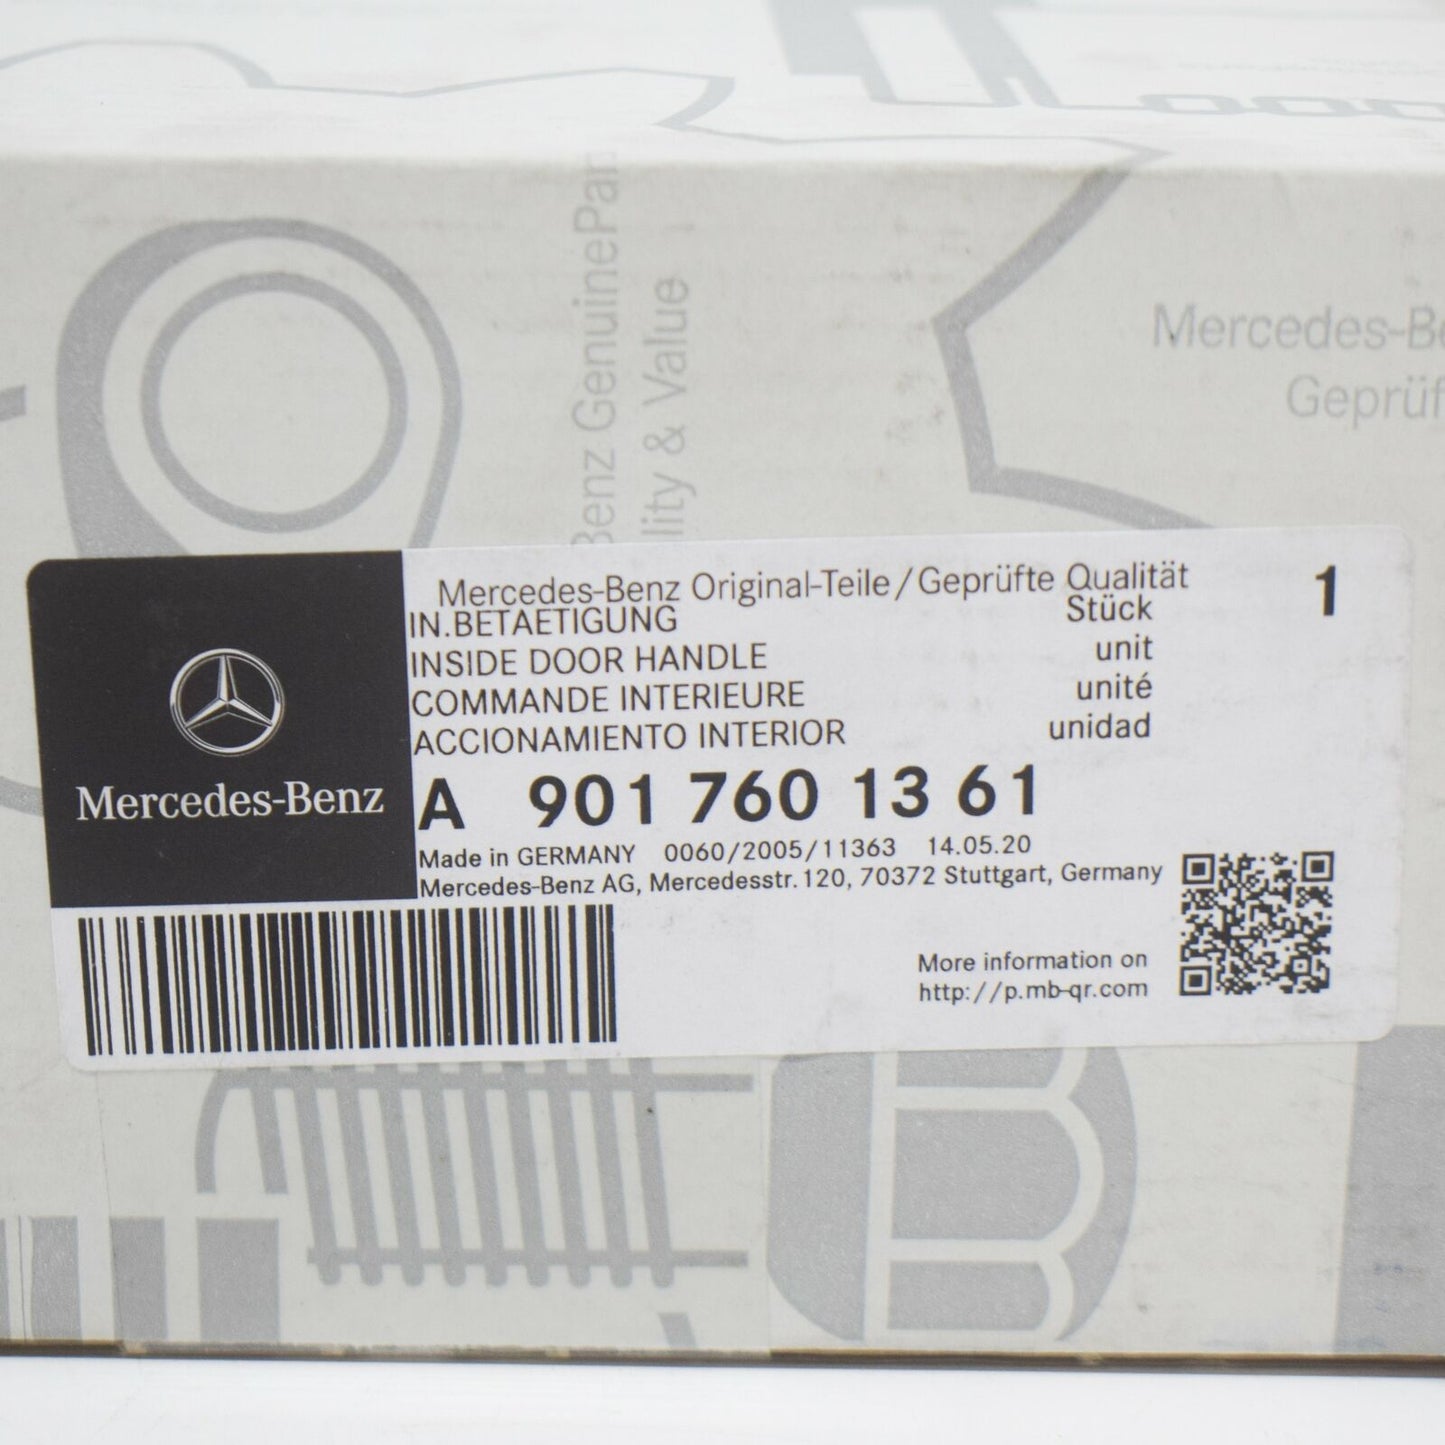 Benz GenuinePar
lity & Value
Mercedes-Be
Geprüf
Mercedes-Benz Original-Teile/Geprüfte Qualität
IN.BETAETIGUNG Stück 1
INSIDE DOOR HANDLE unit
COMMANDE INTERIEURE unité
ACCIONAMIENTO INTERIOR unidad
Mercedes-Benz
A 901 760 13 61
Made in GERMANY 0060/2005/11363 14.05.20
Mercedes-Benz AG, Mercedesstr. 120, 70372 Stuttgart, Germany
More information on
http://p.mb-qr.com